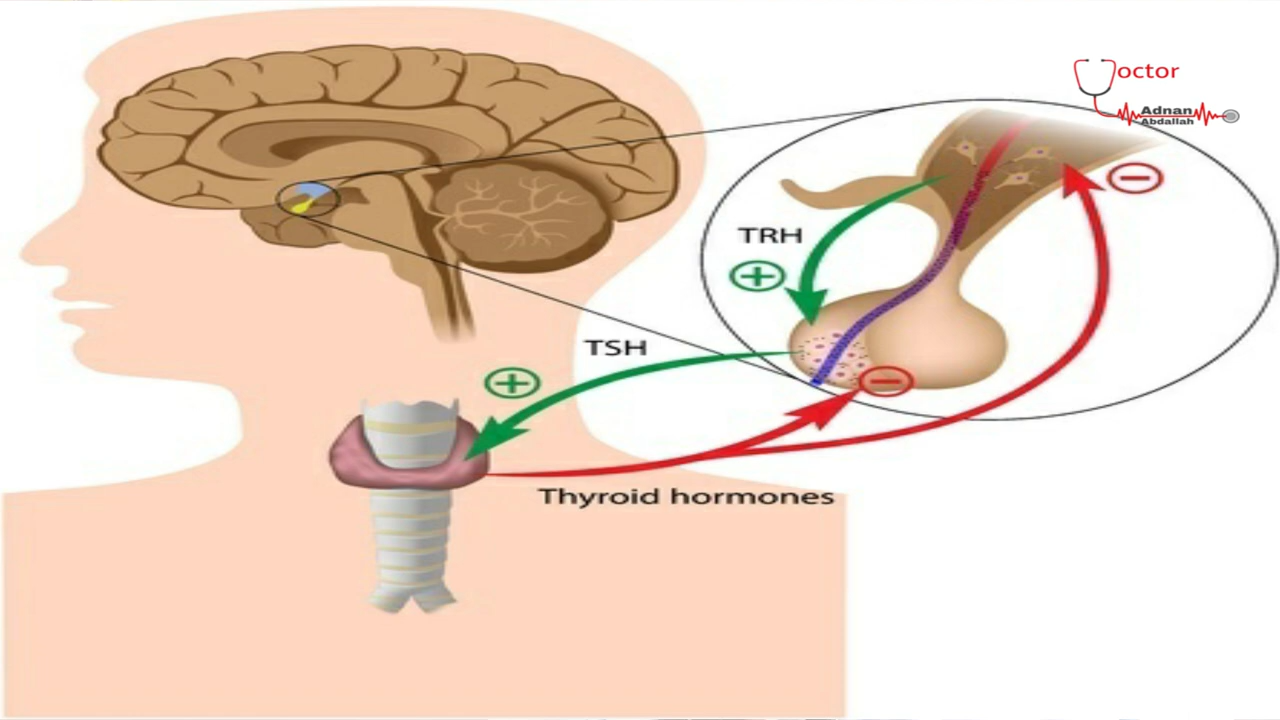 octor
Adnan
Abdallah
TRH
TSH
Thyroid hormones